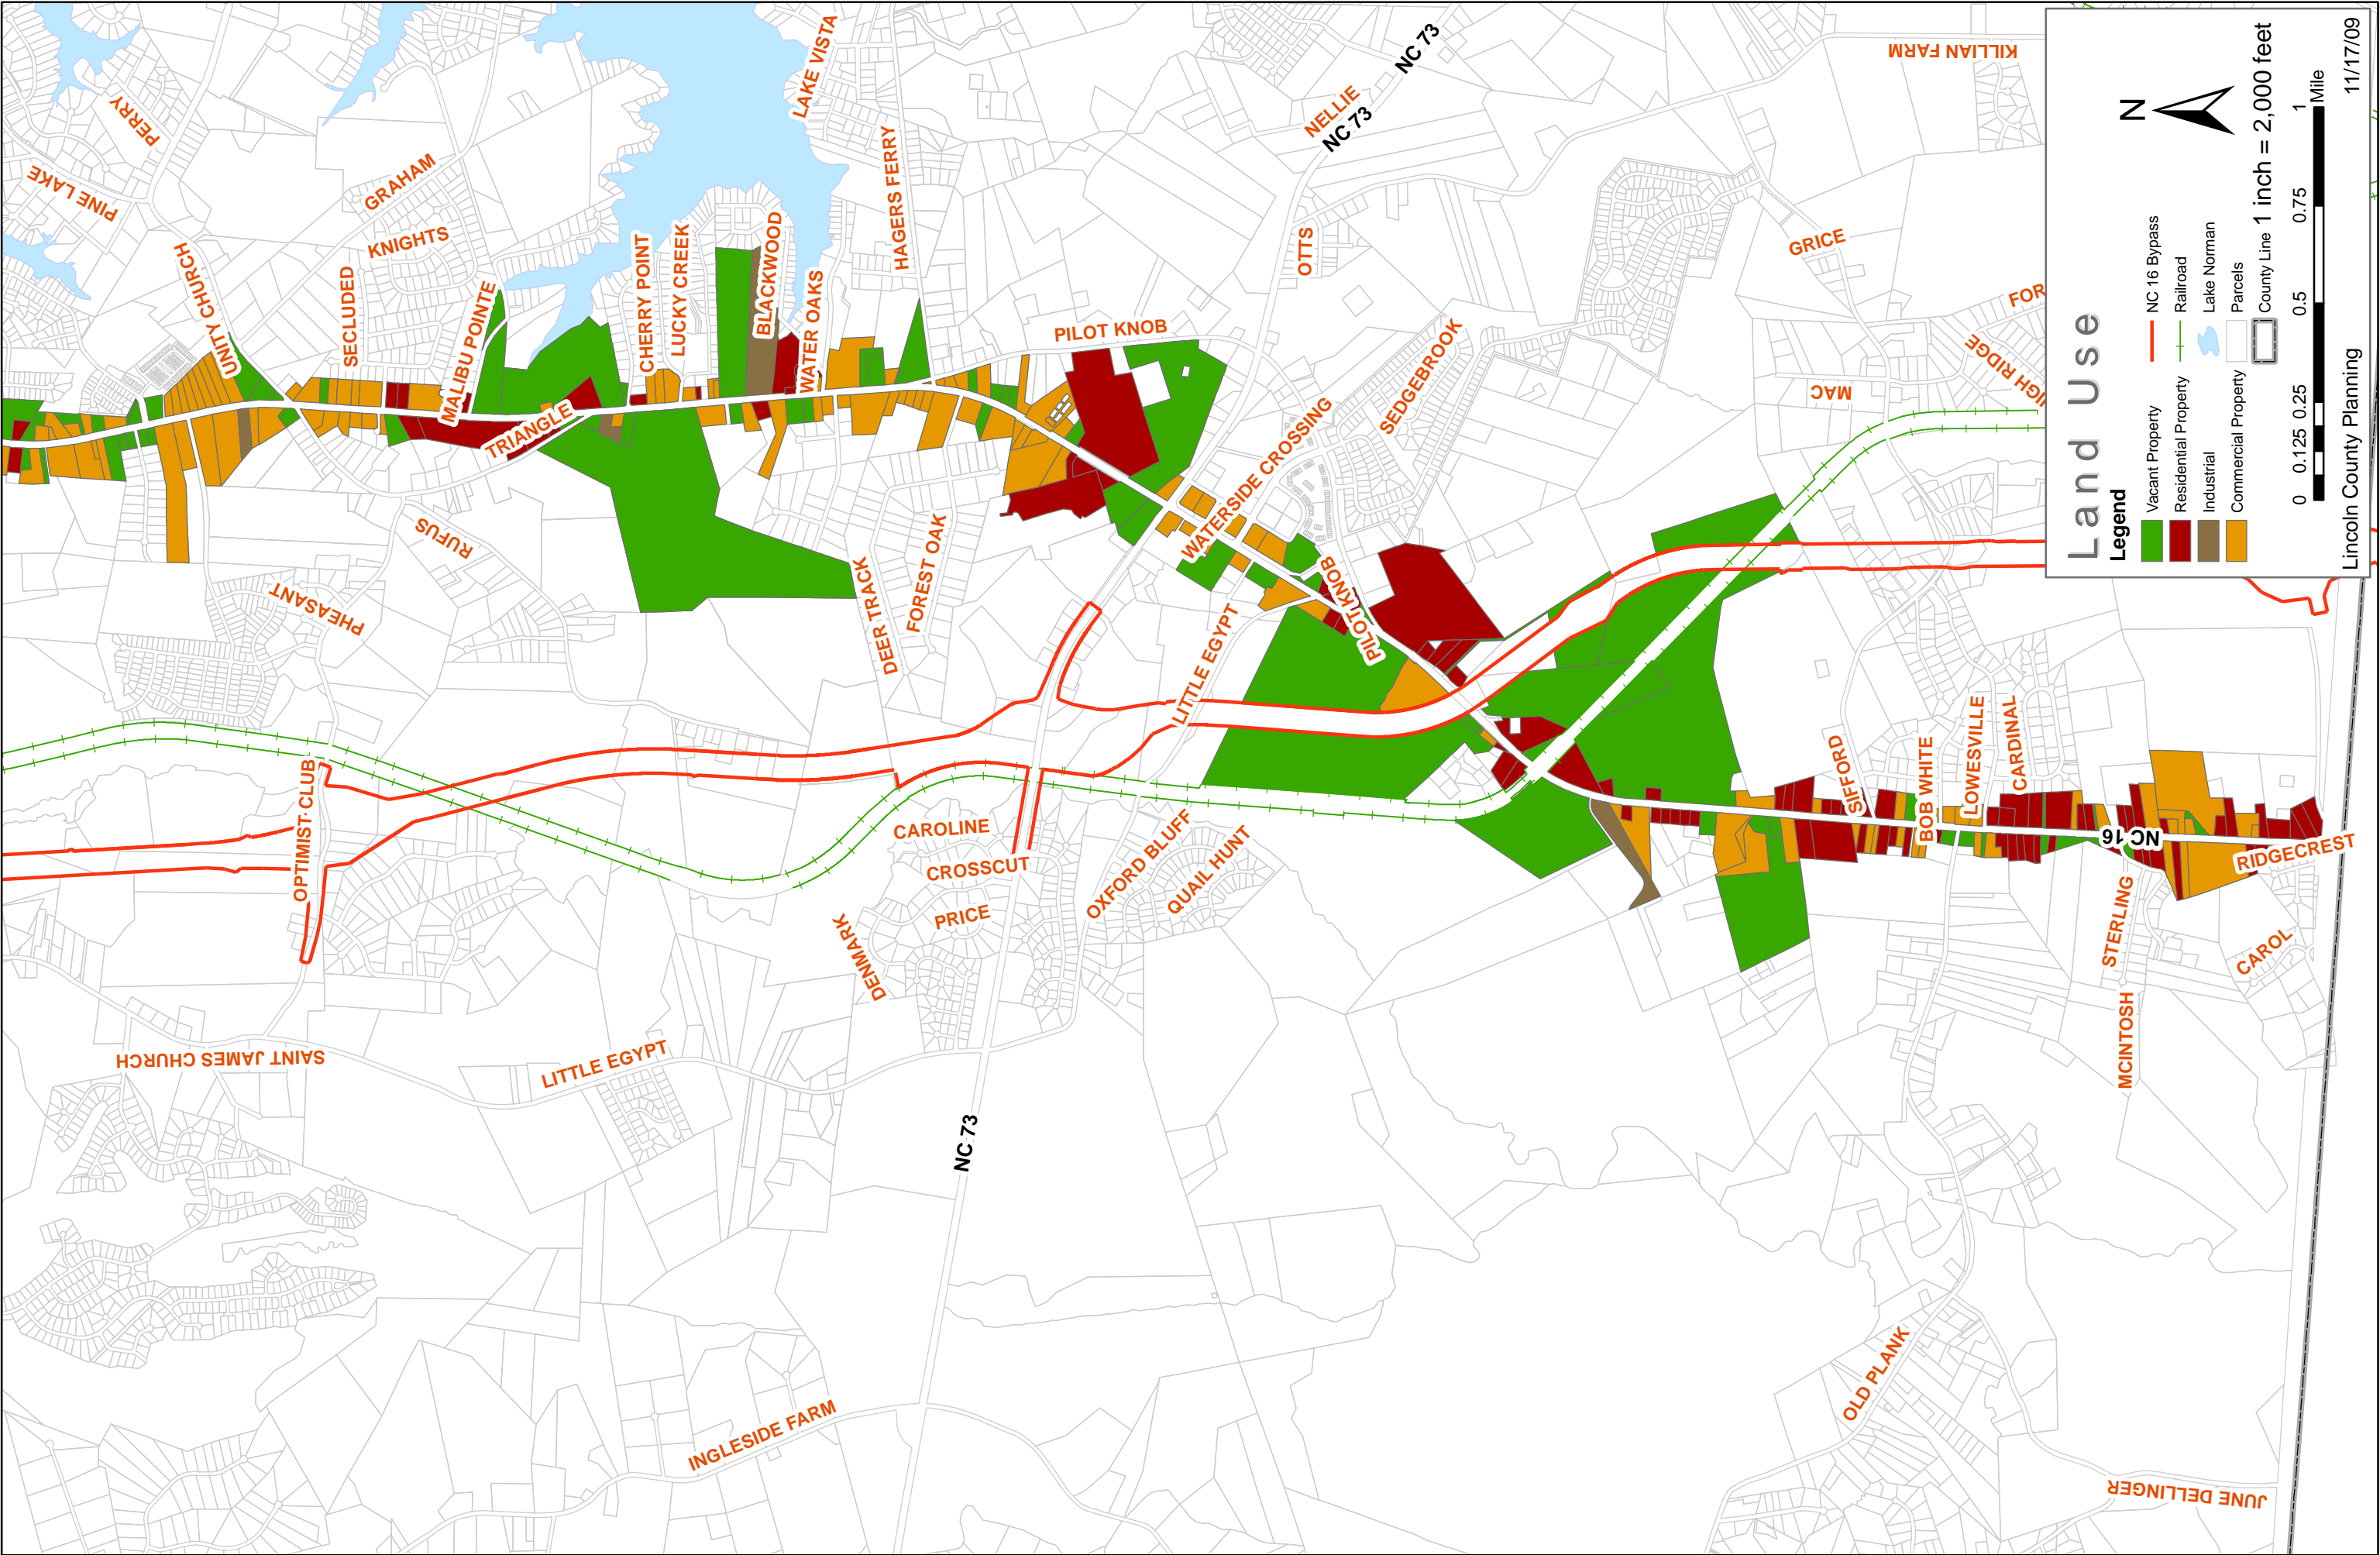 PERRY
PINE LAKE
GRAHAM
KNIGHTS
UNITY CHURCH
SECLUDED
MALIBU POINTE
TRIANGLE
CHERRY POINT
LUCKY CREEK
BLACKWOOD
WATER OAKS
LAKE VISTA
HAGERS FERRY
PILOT KNOB
NELLIE
NC 73
NC 73
OTTS
SEDGEBROOK
WATERSIDE CROSSING
KILLIAN FARM
GRICE
FOR
IGH RIDGE
MAC
RUFUS
PHEASANT
DEER TRACK
FOREST OAK
LITTLE EGYPT
PILOT KNOB
OPTIMIST CLUB
CAROLINE
CROSSCUT
PRICE
DENMARK
OXFORD BLUFF
QUAIL HUNT
SIFFORD
BOB WHITE
LOWESVILLE
CARDINAL
NC 16
RIDGECREST
STERLING
CAROL
MCINTOSH
SAINT JAMES CHURCH
LITTLE EGYPT
NC 73
INGLESIDE FARM
OLD PLANK
JUNE DELLINGER
Land Use
Legend
Vacant Property
Residential Property
Industrial
Commercial Property
NC 16 Bypass
Railroad
Lake Norman
Parcels
County Line
N
1 inch = 2,000 feet
0 0.125 0.25 0.5 0.75 1
Mile
Lincoln County Planning 11/17/09